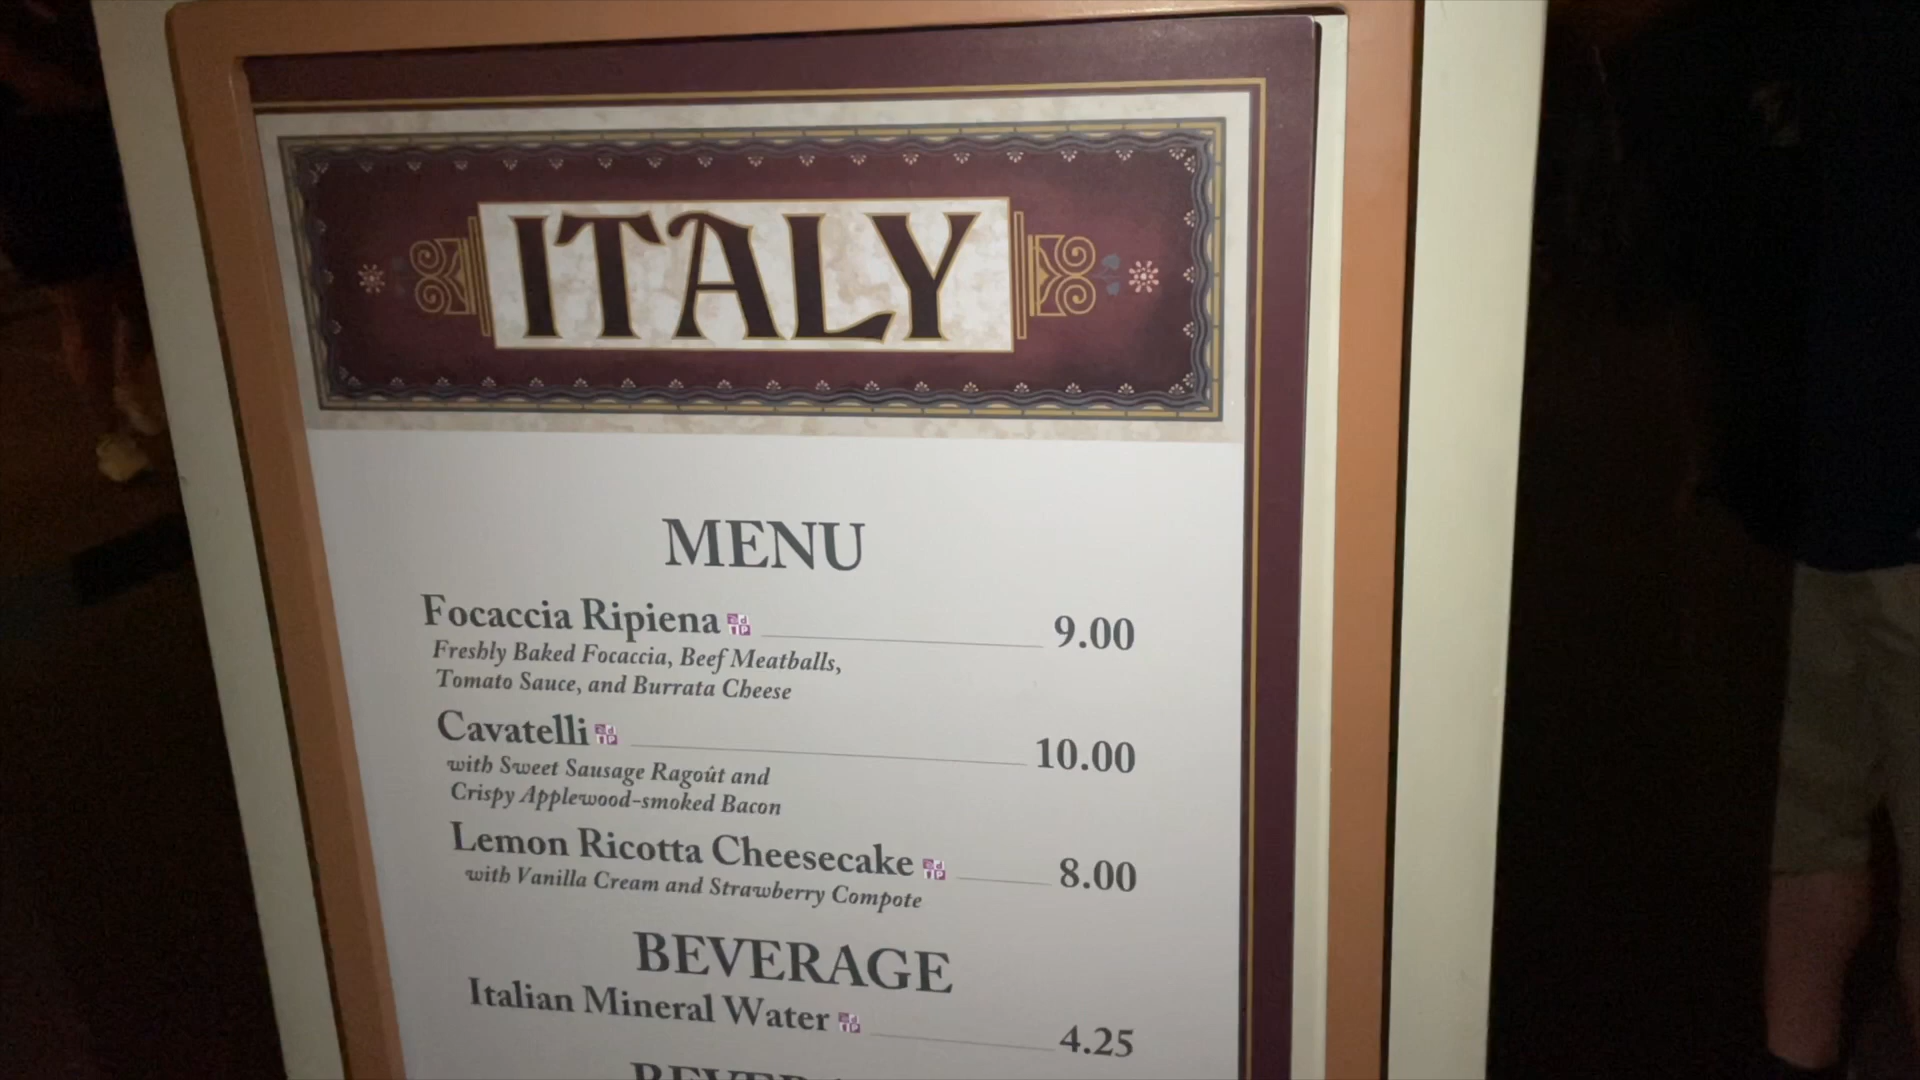 ITALY
MENU
Focaccia Ripiena 9.00
Freshly Baked Focaccia, Beef Meatballs,
Tomato Sauce, and Burrata Cheese
Cavatelli 10.00
with Sweet Sausage Ragoût and
Crispy Applewood-smoked Bacon
Lemon Ricotta Cheesecake 8.00
with Vanilla Cream and Strawberry Compote
BEVERAGE
Italian Mineral Water 4.25